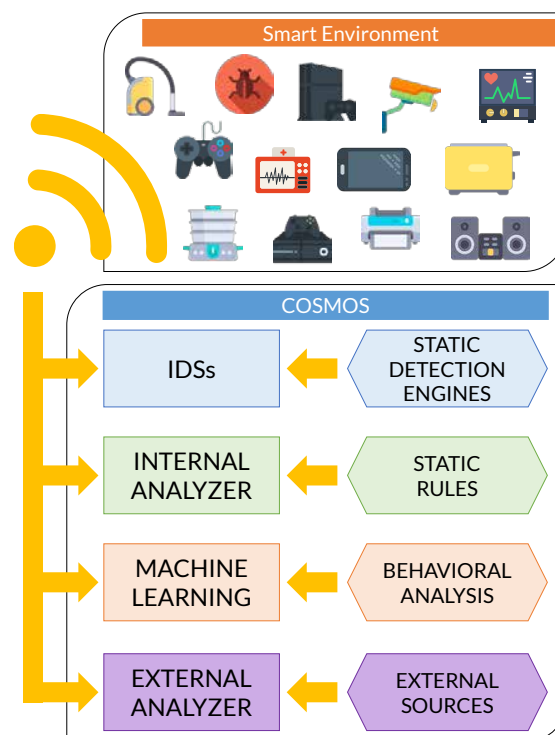 Smart Environment
COSMOS
IDSs
STATIC
DETECTION
ENGINES
INTERNAL
ANALYZER
STATIC
RULES
MACHINE
LEARNING
BEHAVIORAL
ANALYSIS
EXTERNAL
ANALYZER
EXTERNAL
SOURCES